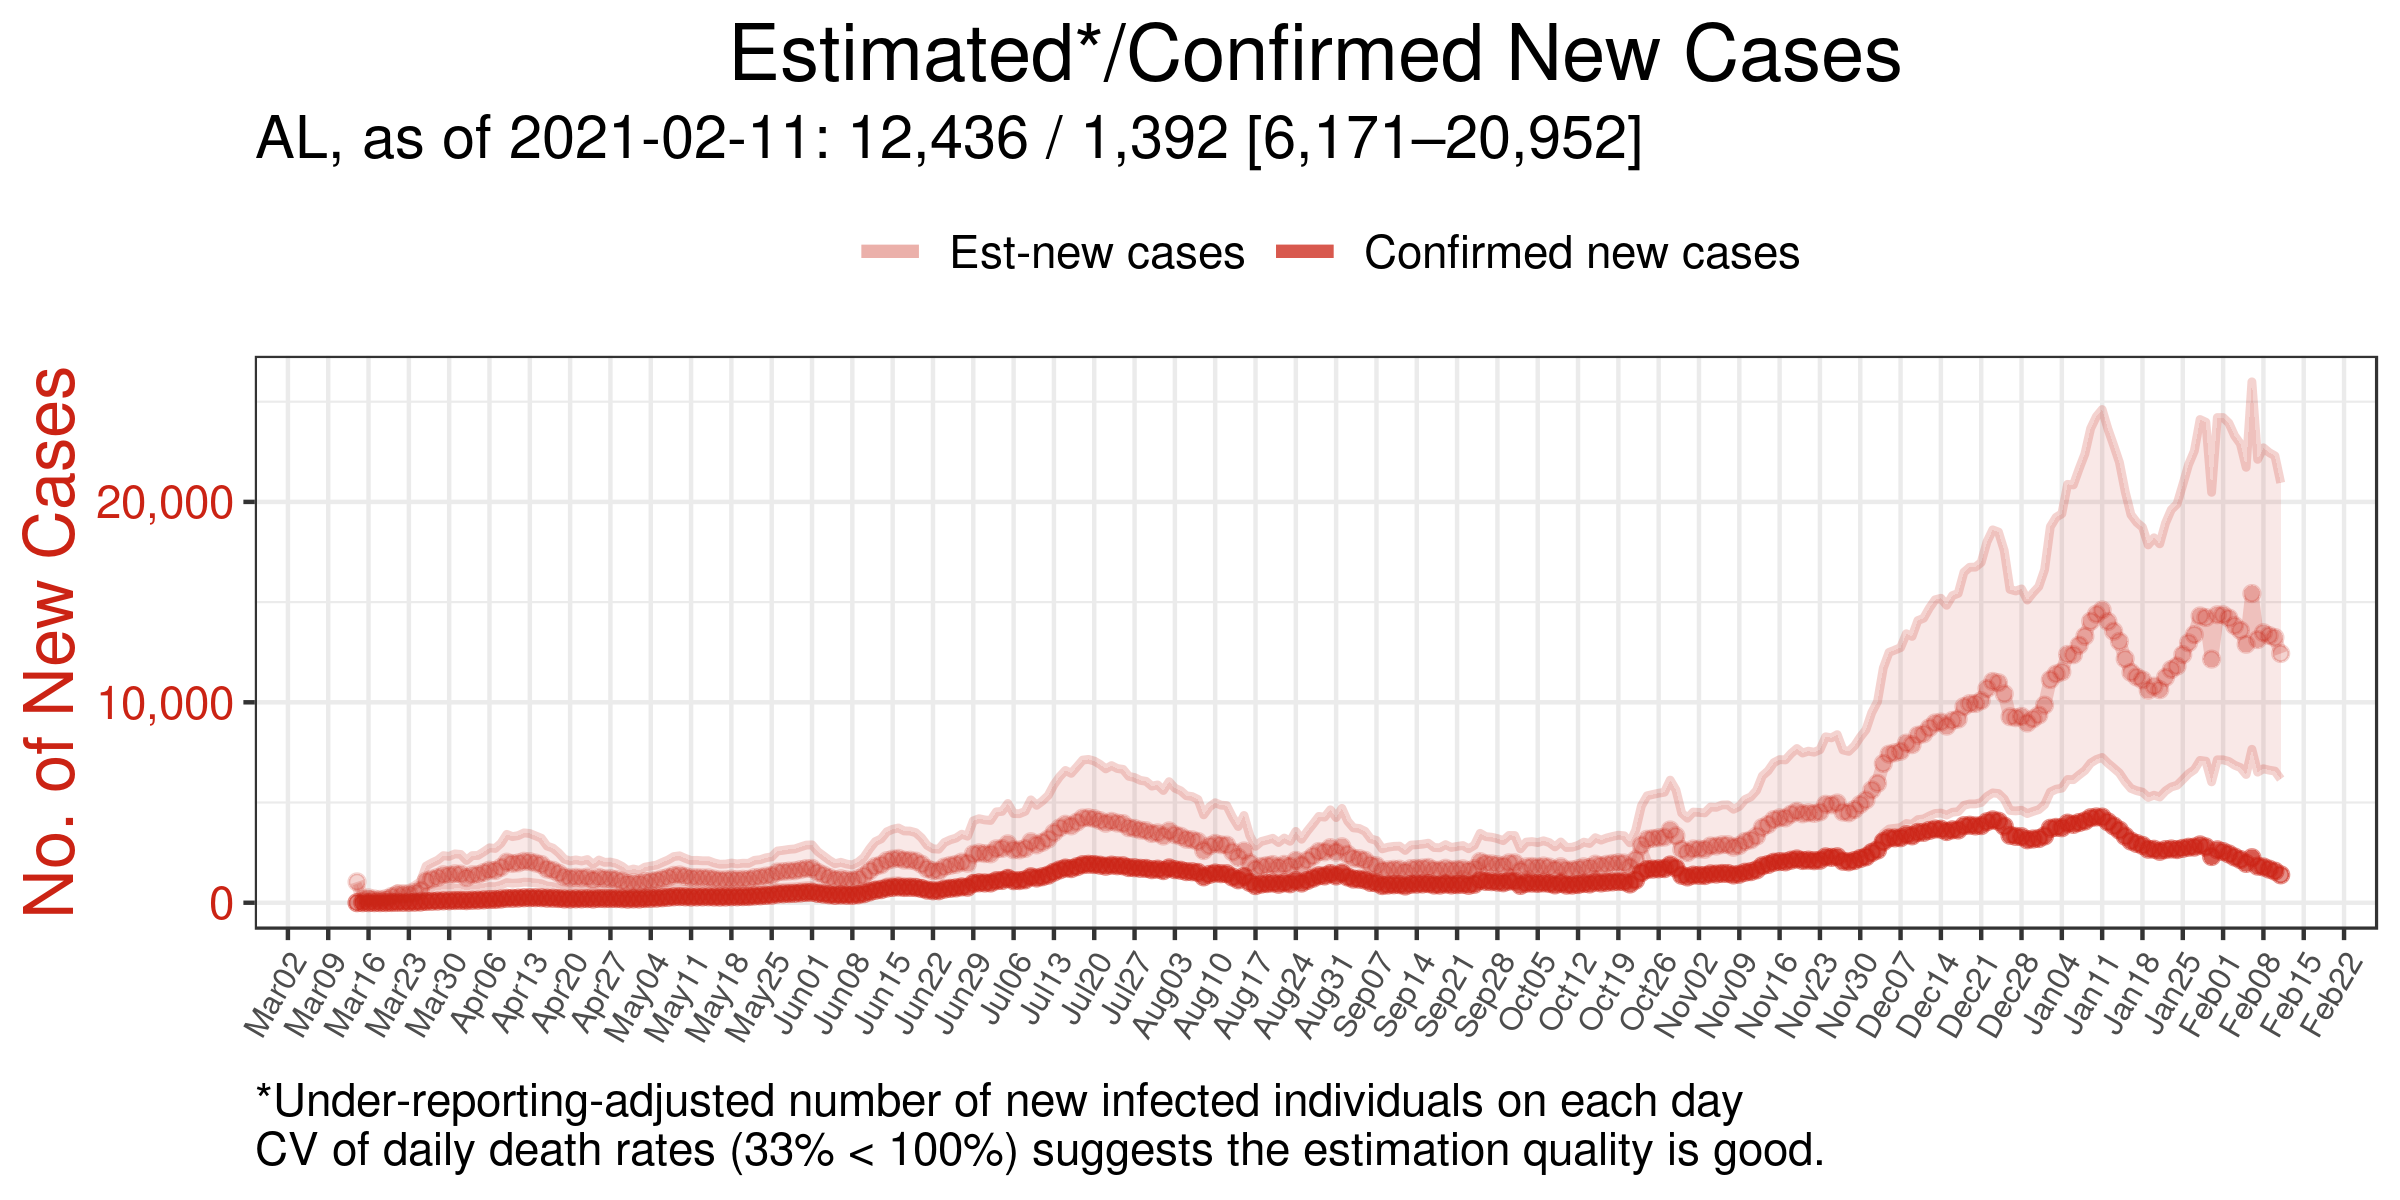 Estimated*/Confirmed New Cases
AL, as of 2021-02-11: 12,436 / 1,392 [6,171–20,952]
Est-new cases
Confirmed new cases
No. of New Cases
20,000
10,000
0
Mar02
Mar09
Mar16
Mar23
Mar30
Apr06
Apr13
Apr20
Apr27
May04
May11
May18
May25
Jun01
Jun08
Jun15
Jun22
Jun29
Jul06
Jul13
Jul20
Jul27
Aug03
Aug10
Aug17
Aug24
Aug31
Sep07
Sep14
Sep21
Sep28
Oct05
Oct12
Oct19
Oct26
Nov02
Nov09
Nov16
Nov23
Nov30
Dec07
Dec14
Dec21
Dec28
Jan04
Jan11
Jan18
Jan25
Feb01
Feb08
Feb15
Feb22
*Under-reporting-adjusted number of new infected individuals on each day
CV of daily death rates (33% < 100%) suggests the estimation quality is good.